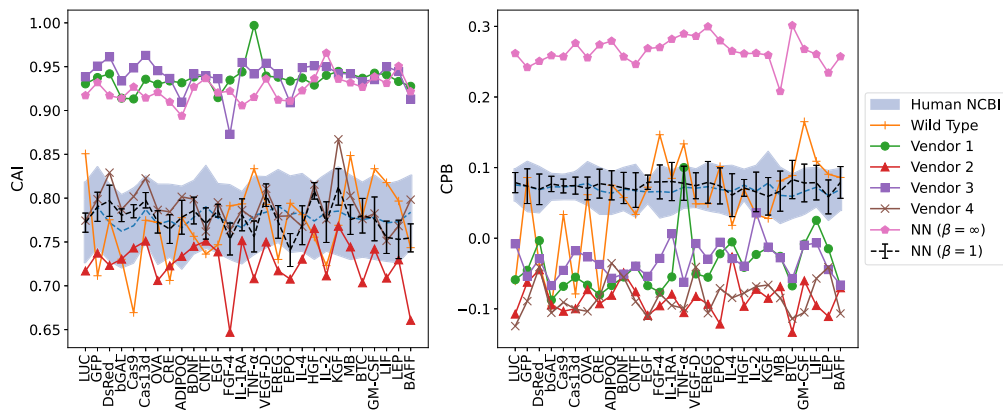 1.00
0.95
0.90
0.85
0.80
0.75
0.70
0.65
CAI
LUC
GFP
DsRed
bGAL
Cas9
Cas13d
OVA
CRE
ADIPOQ
BDNF
CNTF
EGF
FGF-4
IL-1RA
TNF-α
VEGF-D
EREG
EPO
IL-4
HGF
IL-2
KGF
MB
BTC
GM-CSF
LIF
LEP
BAFF
0.3
0.2
0.1
0.0
−0.1
CPB
LUC
GFP
DsRed
bGAL
Cas9
Cas13d
OVA
CRE
ADIPOQ
BDNF
CNTF
EGF
FGF-4
IL-1RA
TNF-α
VEGF-D
EREG
EPO
IL-4
HGF
IL-2
KGF
MB
BTC
GM-CSF
LIF
LEP
BAFF
Human NCBI
Wild Type
Vendor 1
Vendor 2
Vendor 3
Vendor 4
NN (β = ∞)
NN (β = 1)